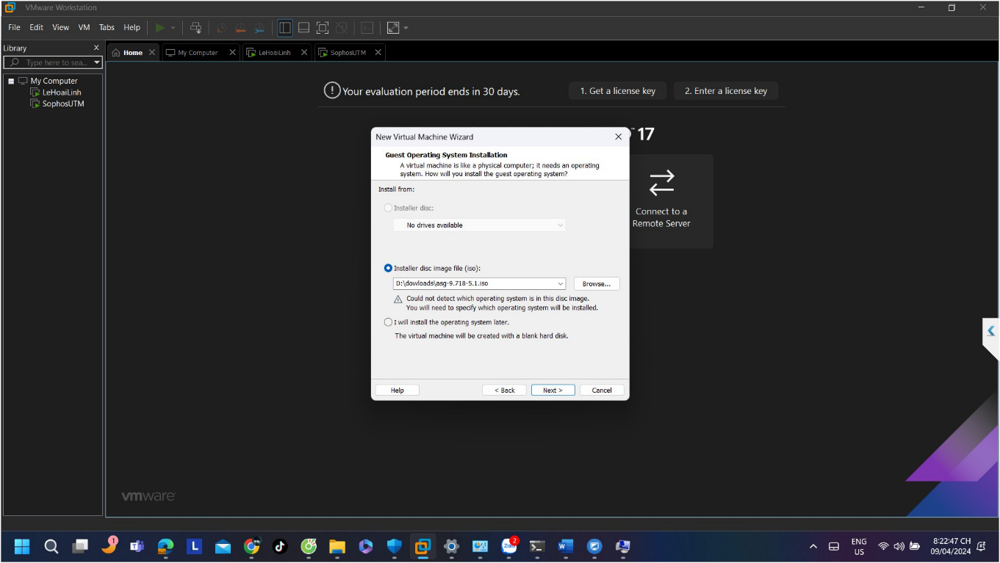 VMware Workstation
File Edit View VM Tabs Help
Library
Type here to sea...
Home
My Computer
LeHoaiLinh
SophosUTM
My Computer
LeHoaiLinh
SophosUTM
Your evaluation period ends in 30 days.
1. Get a license key
2. Enter a license key
™ 17
New Virtual Machine Wizard
Guest Operating System Installation
A virtual machine is like a physical computer; it needs an operating
system. How will you install the guest operating system?
Install from:
Installer disc:
No drives available
Installer disc image file (iso):
D:\dowloads\asg-9.718-5.1.iso
Browse...
Could not detect which operating system is in this disc image.
You will need to specify which operating system will be installed.
I will install the operating system later.
The virtual machine will be created with a blank hard disk.
Help
< Back
Next >
Cancel
Connect to a
Remote Server
vmware
1
L
Zalo
2
W
ENG
US
8:22:47 CH
09/04/2024